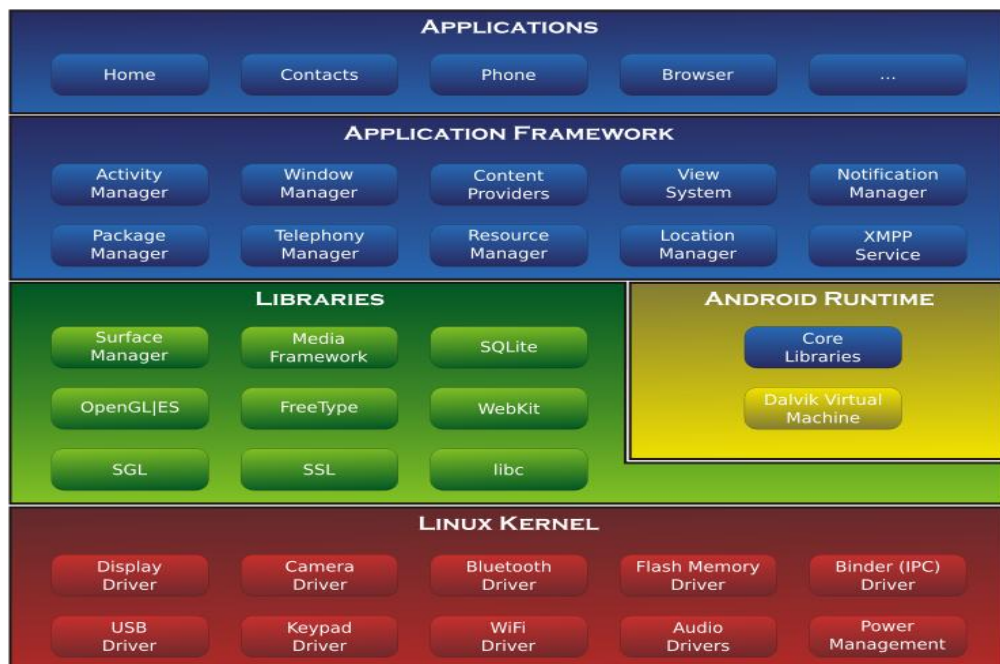 APPLICATIONS
Home
Contacts
Phone
Browser
...
APPLICATION FRAMEWORK
Activity
Manager
Window
Manager
Content
Providers
View
System
Notification
Manager
Package
Manager
Telephony
Manager
Resource
Manager
Location
Manager
XMPP
Service
LIBRARIES
Surface
Manager
Media
Framework
SQLite
OpenGL|ES
FreeType
WebKit
SGL
SSL
libc
ANDROID RUNTIME
Core
Libraries
Dalvik Virtual
Machine
LINUX KERNEL
Display
Driver
Camera
Driver
Bluetooth
Driver
Flash Memory
Driver
Binder (IPC)
Driver
USB
Driver
Keypad
Driver
WiFi
Driver
Audio
Drivers
Power
Management